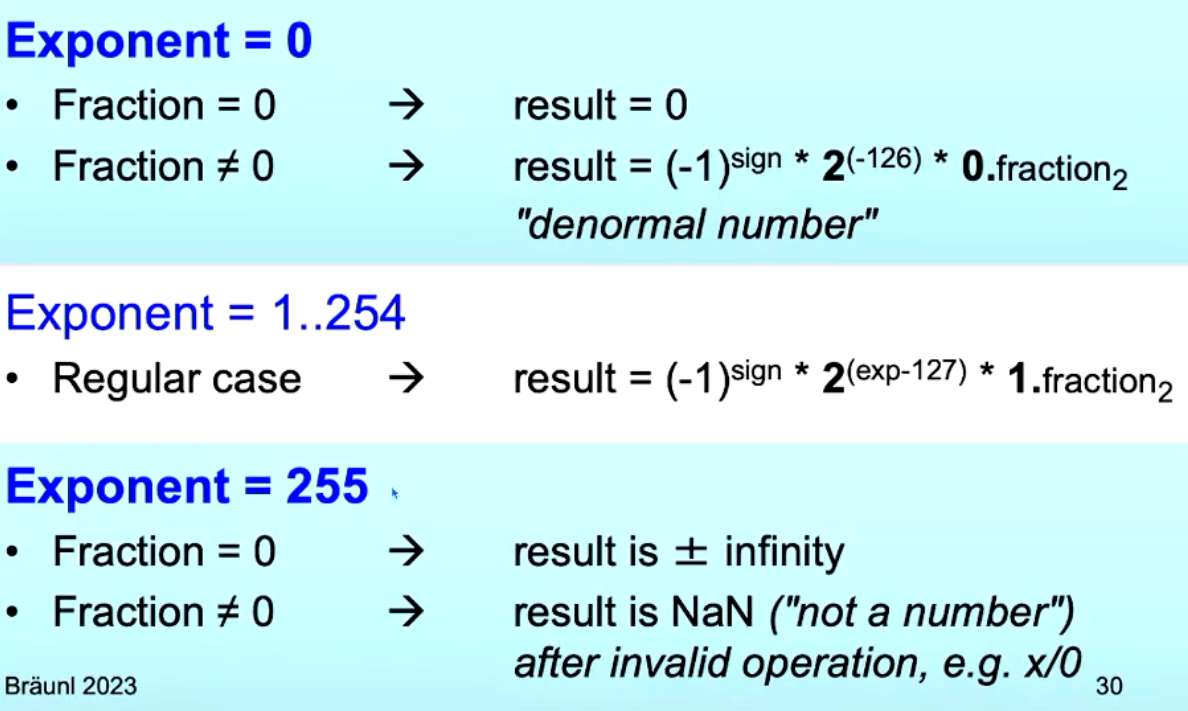 Exponent = 0
• Fraction = 0 → result = 0
• Fraction ≠ 0 → result = (-1)^sign * 2^(-126) * 0.fraction₂
"denormal number"
Exponent = 1..254
• Regular case → result = (-1)^sign * 2^(exp-127) * 1.fraction₂
Exponent = 255
• Fraction = 0 → result is ± infinity
• Fraction ≠ 0 → result is NaN ("not a number")
after invalid operation, e.g. x/0
Bräunl 2023
30